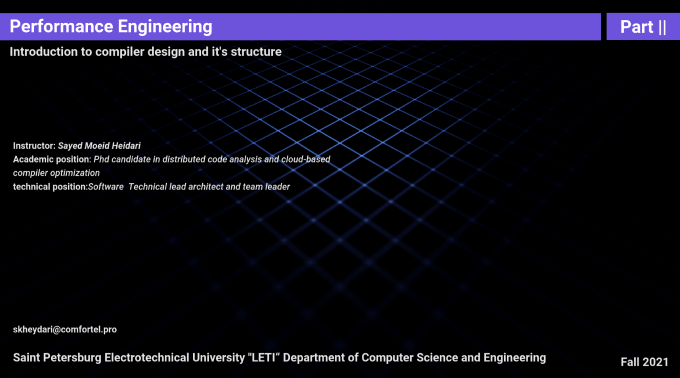 Performance Engineering
Part ||
Introduction to compiler design and it's structure
Instructor: Sayed Moeid Heidari
Academic position: Phd candidate in distributed code analysis and cloud-based
compiler optimization
technical position:Software  Technical lead architect and team leader
skheydari@comfortel.pro
Saint Petersburg Electrotechnical University "LETI" Department of Computer Science and Engineering
Fall 2021